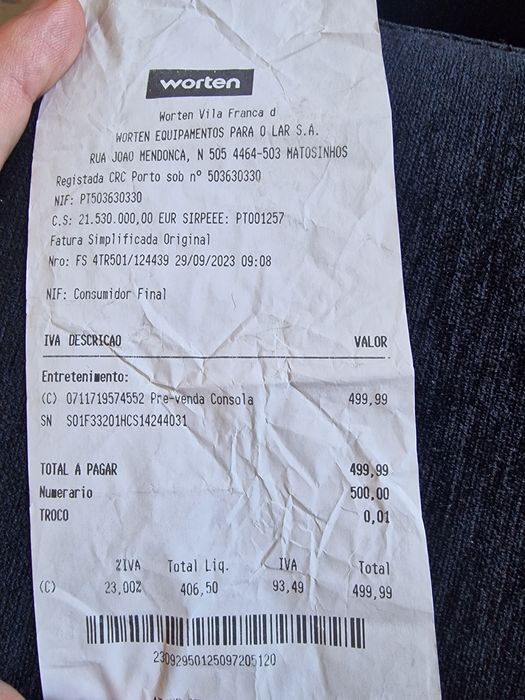 worten
Worten Vila Franca d
WORTEN EQUIPAMENTOS PARA O LAR S.A.
RUA JOAO MENDONCA, N 505 4464-503 MATOSINHOS
Registada CRC Porto sob nº 503630330
NIF: PT503630330
C.S: 21.530.000,00 EUR SIRPEEE: PT001257
Fatura Simplificada Original
Nro: FS 4TR501/124439 29/09/2023 09:08
NIF: Consumidor Final
IVA DESCRICAO VALOR
Entretenimento:
(C) 0711719574552 Pre-venda Consola 499,99
SN S01F33201HCS14244031
TOTAL A PAGAR 499,99
Numerario 500,00
TROCO 0,01
%IVA Total Liq. IVA Total
(C) 23,00% 406,50 93,49 499,99
23092950125097205120